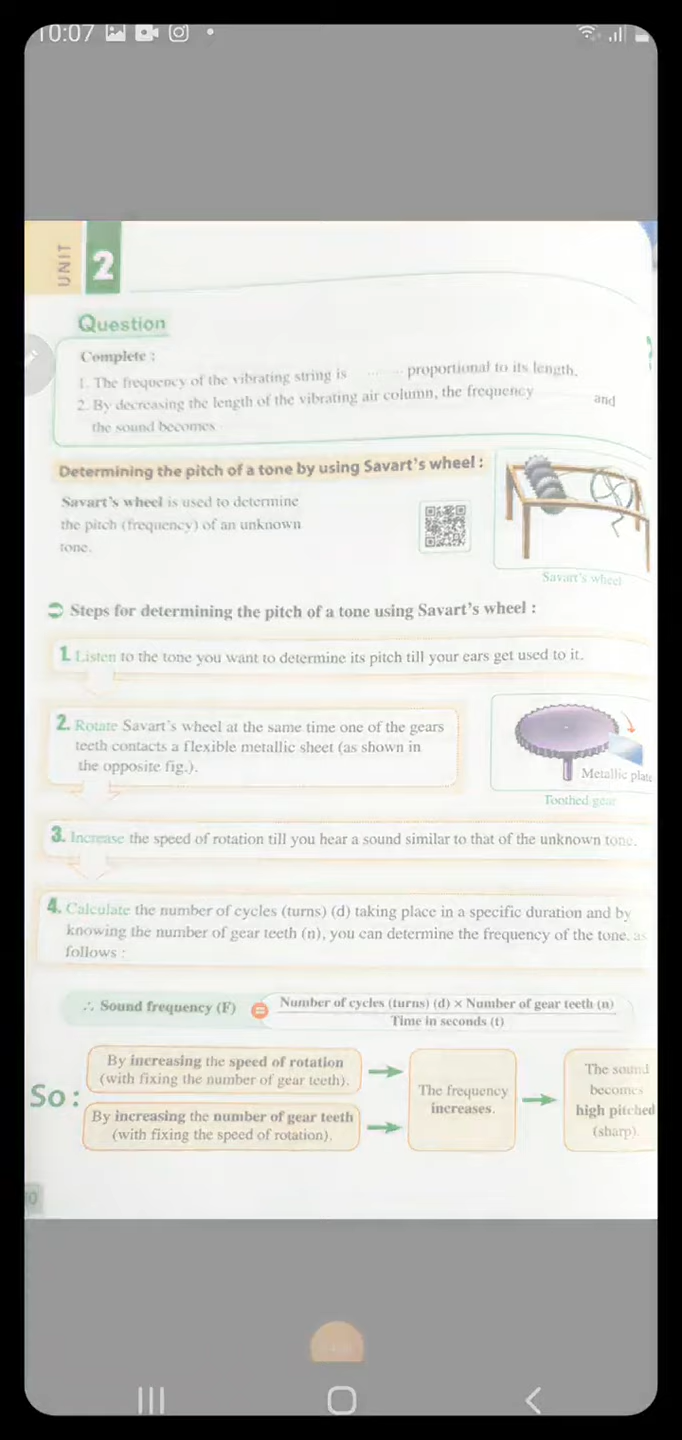 10:07
UNIT 2
Question
Complete :
1. The frequency of the vibrating string is ........ proportional to its length.
2. By decreasing the length of the vibrating air column, the frequency and
the sound becomes
?
Determining the pitch of a tone by using Savart's wheel :
Savart's wheel is used to determine
the pitch (frequency) of an unknown
tone.
Savart's wheel
Steps for determining the pitch of a tone using Savart's wheel :
1. Listen to the tone you want to determine its pitch till your ears get used to it.
2. Rotate Savart's wheel at the same time one of the gears
teeth contacts a flexible metallic sheet (as shown in
the opposite fig.).
Metallic plate
Toothed gear
3. Increase the speed of rotation till you hear a sound similar to that of the unknown tone.
4. Calculate the number of cycles (turns) (d) taking place in a specific duration and by
knowing the number of gear teeth (n), you can determine the frequency of the tone, as
follows :
∴ Sound frequency (F) = Number of cycles (turns) (d) × Number of gear teeth (n)
Time in seconds (t)
So :
By increasing the speed of rotation
(with fixing the number of gear teeth).
By increasing the number of gear teeth
(with fixing the speed of rotation).
The frequency
increases.
The sound
becomes
high pitched
(sharp).
0